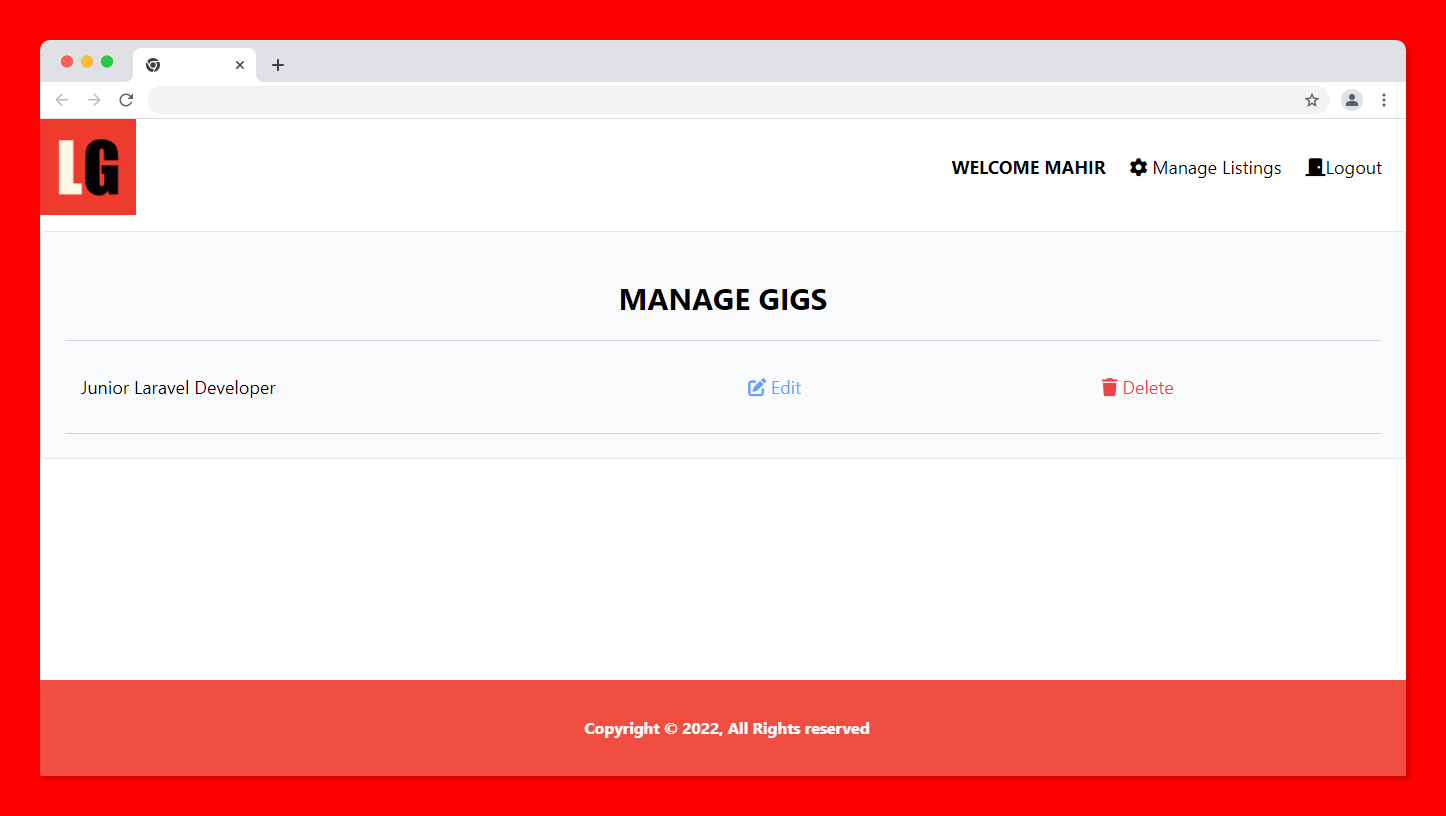 LG
WELCOME MAHIR Manage Listings Logout
MANAGE GIGS
Junior Laravel Developer Edit Delete
Copyright © 2022, All Rights reserved